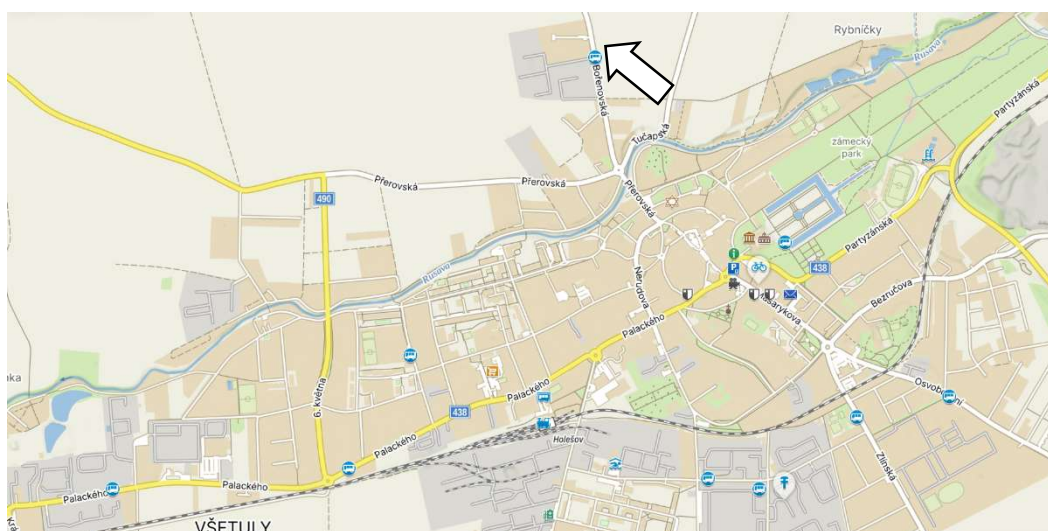 Rybníčky
Rusava
Bořenovská
Partyzánská
Tučapská
zámecký
park
Přerovská
Přerovská
490
Přerovská
Partyzánská
438
Rusava
Nerudova
Bezručova
Palackého
Osvobození
6. května
Palackého
438
Holešov
Palackého
Zlínská
Palackého
Palackého
VŠETULY